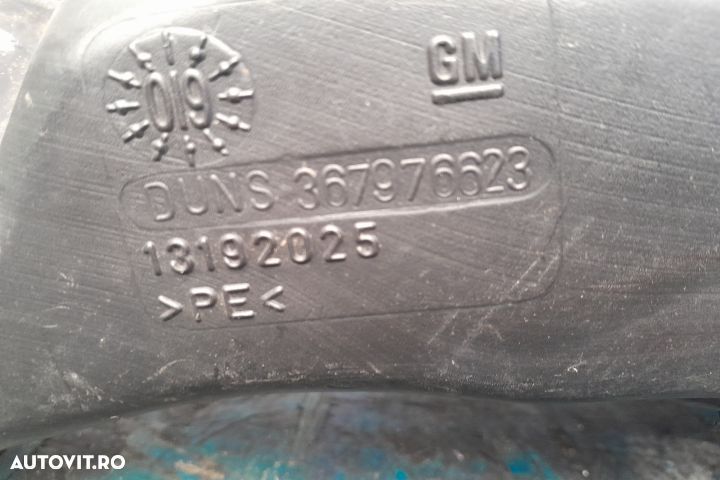 019
GM
DUNS 367976623
13192025
>PE<
AUTOVIT.RO